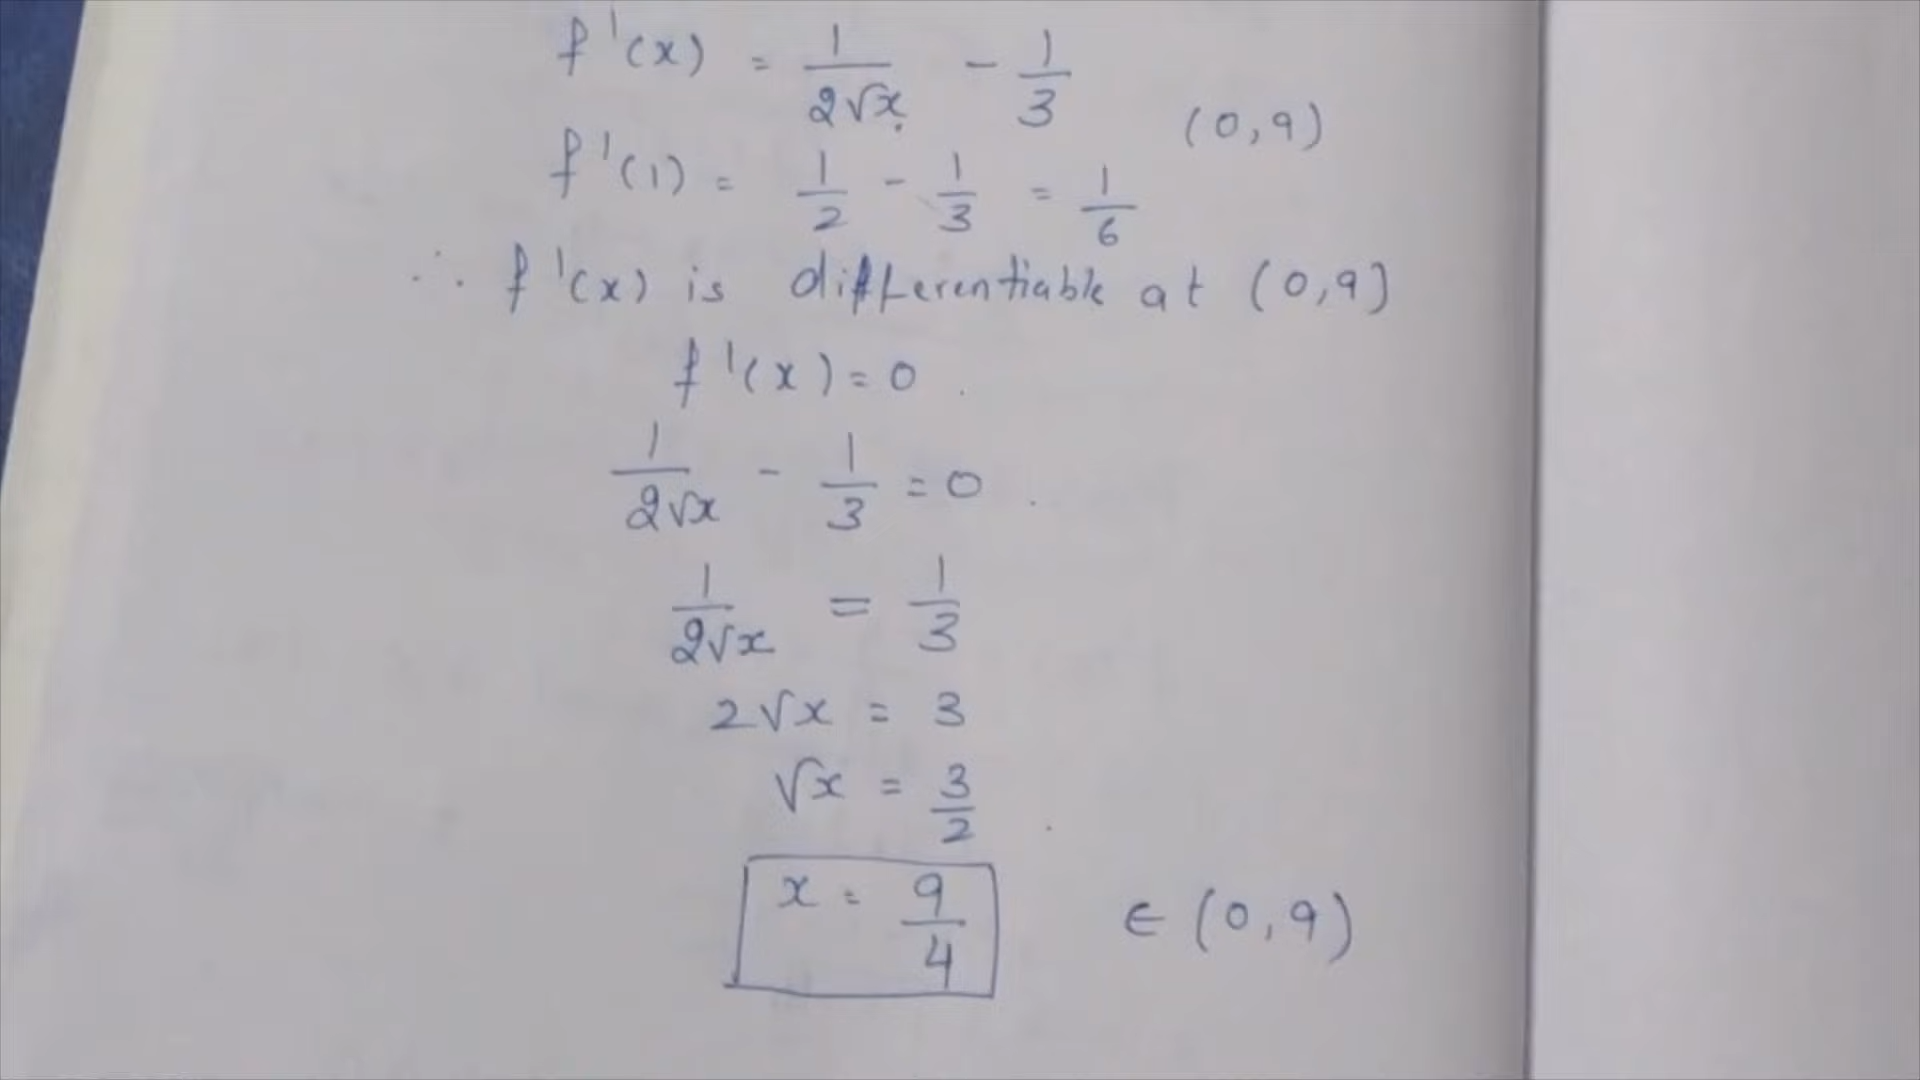 f'(x) = 1/2√x - 1/3
(0,9)
f'(1) = 1/2 - 1/3 = 1/6
∴ f'(x) is differentiable at (0,9)
f'(x) = 0
1/2√x - 1/3 = 0
1/2√x = 1/3
2√x = 3
√x = 3/2
x = 9/4 ∈ (0,9)